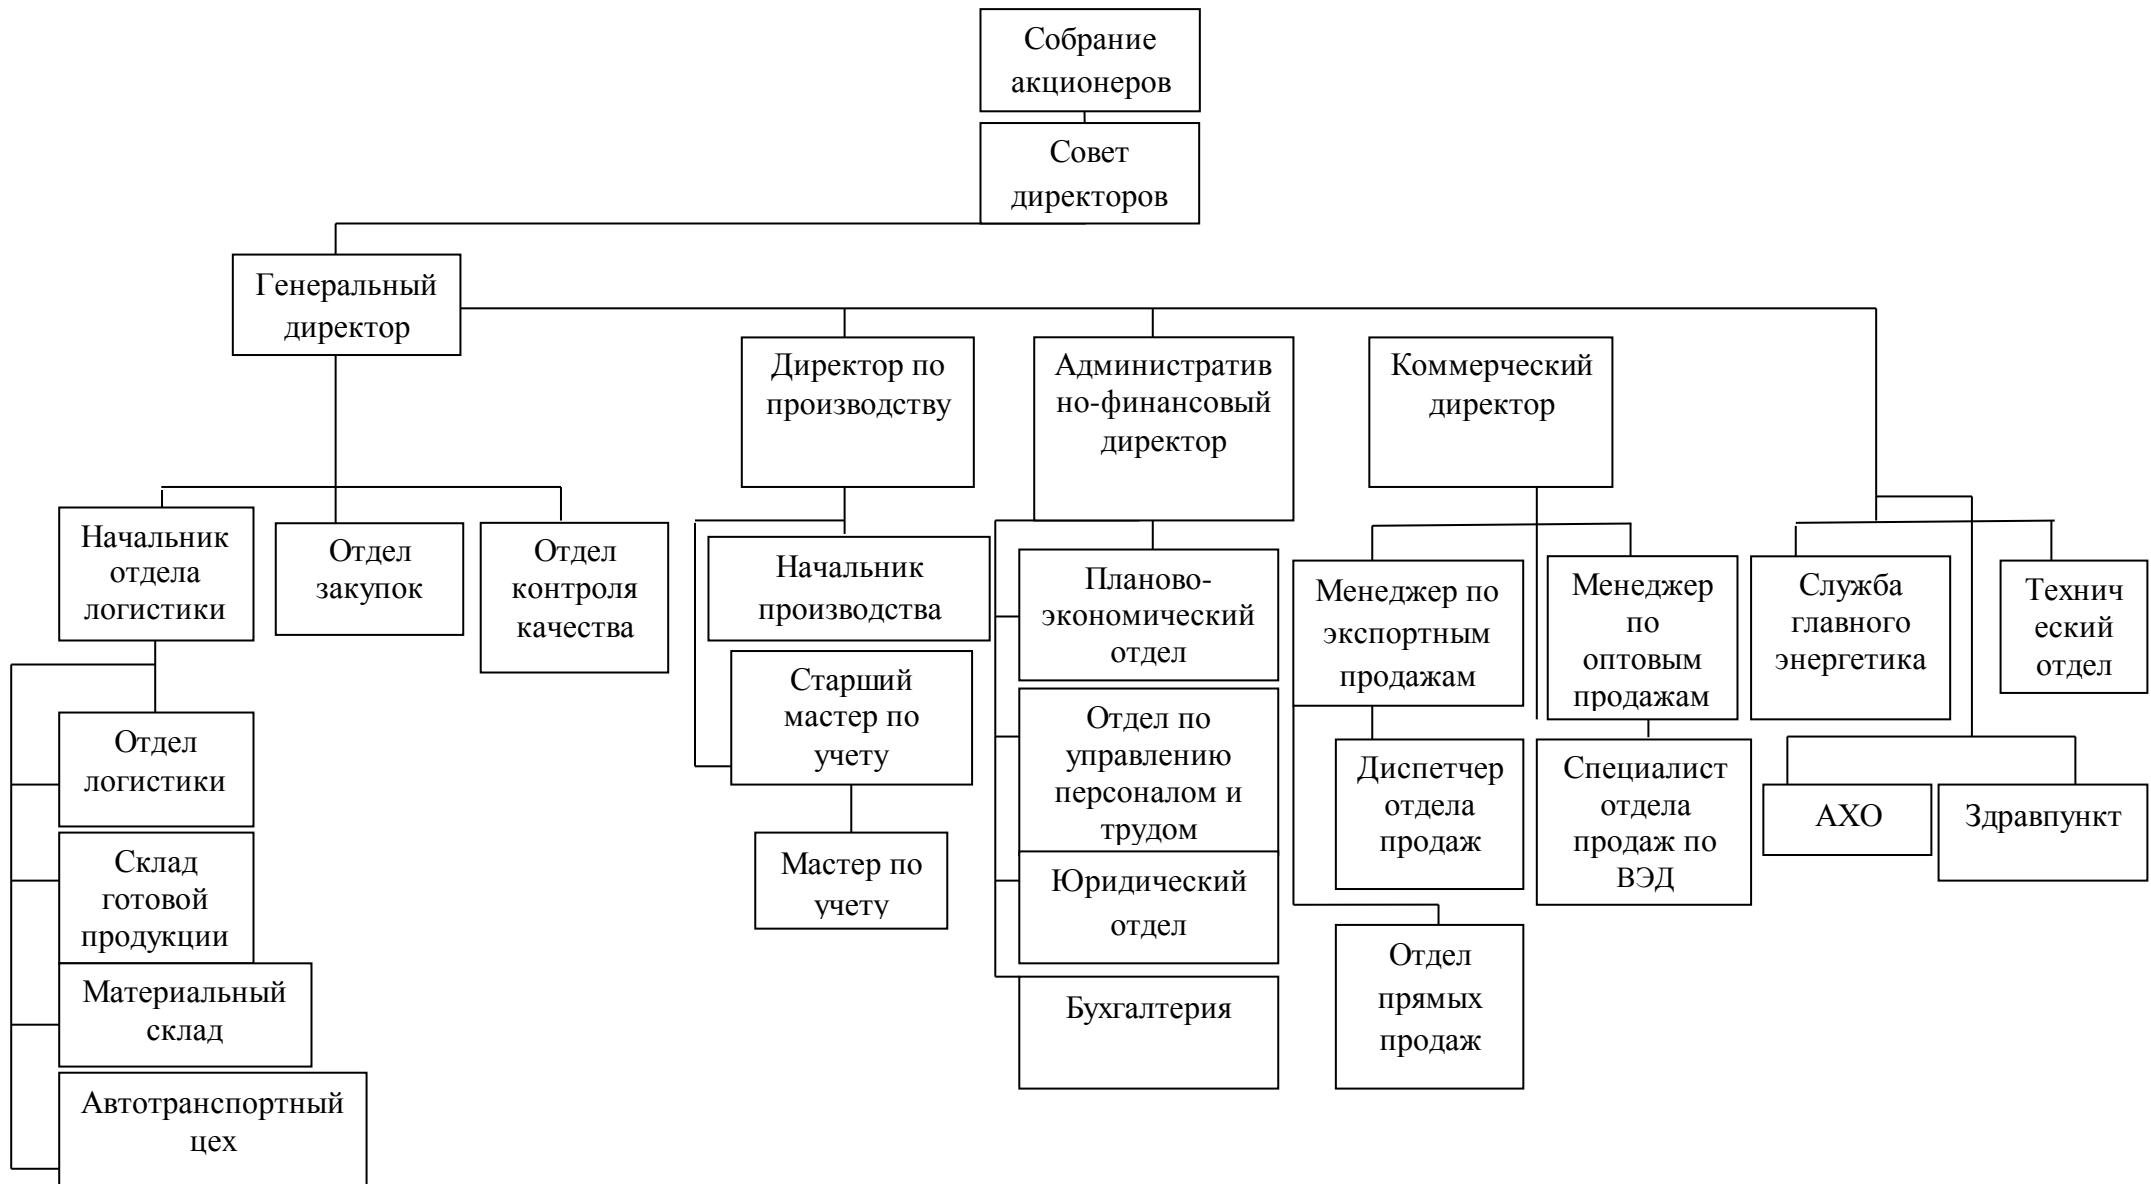 Собрание
акционеров
Совет
директоров
Генеральный
директор
Директор по
производству
Административ
но-финансовый
директор
Коммерческий
директор
Начальник
отдела
логистики
Отдел
закупок
Отдел
контроля
качества
Начальник
производства
Планово-
экономический
отдел
Менеджер по
экспортным
продажам
Менеджер
по
оптовым
продажам
Служба
главного
энергетика
Технич
еский
отдел
Старший
мастер по
учету
Отдел по
управлению
персоналом и
трудом
Отдел
логистики
Диспетчер
отдела
продаж
Специалист
отдела
продаж по
ВЭД
АХО
Здравпункт
Склад
готовой
продукции
Мастер по
учету
Юридический
отдел
Отдел
прямых
продаж
Материальный
склад
Бухгалтерия
Автотранспортный
цех